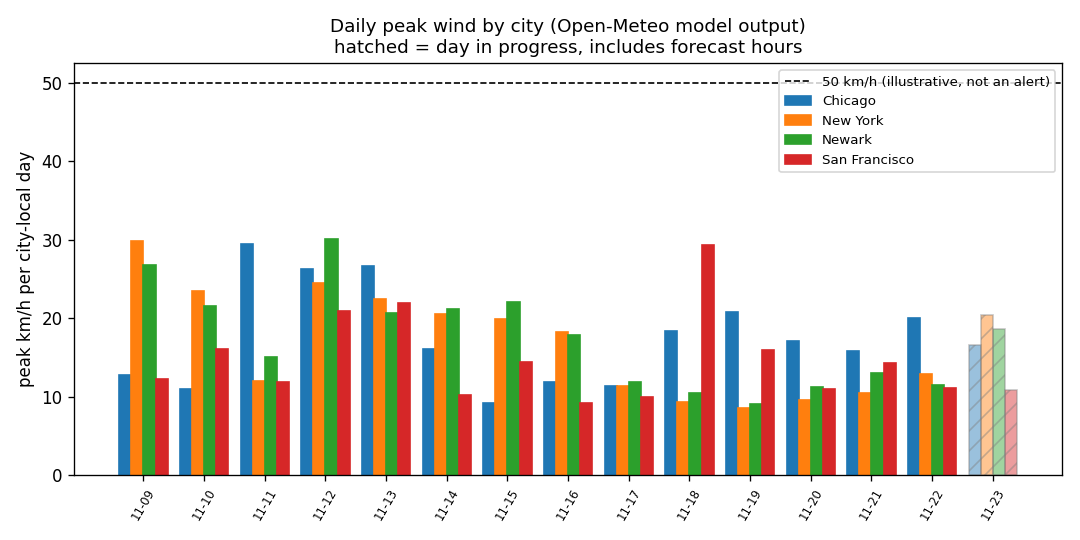 Daily peak wind by city (Open-Meteo model output)
hatched = day in progress, includes forecast hours
peak km/h per city-local day
50
40
30
20
10
0
50 km/h (illustrative, not an alert)
Chicago
New York
Newark
San Francisco
11-09
11-10
11-11
11-12
11-13
11-14
11-15
11-16
11-17
11-18
11-19
11-20
11-21
11-22
11-23